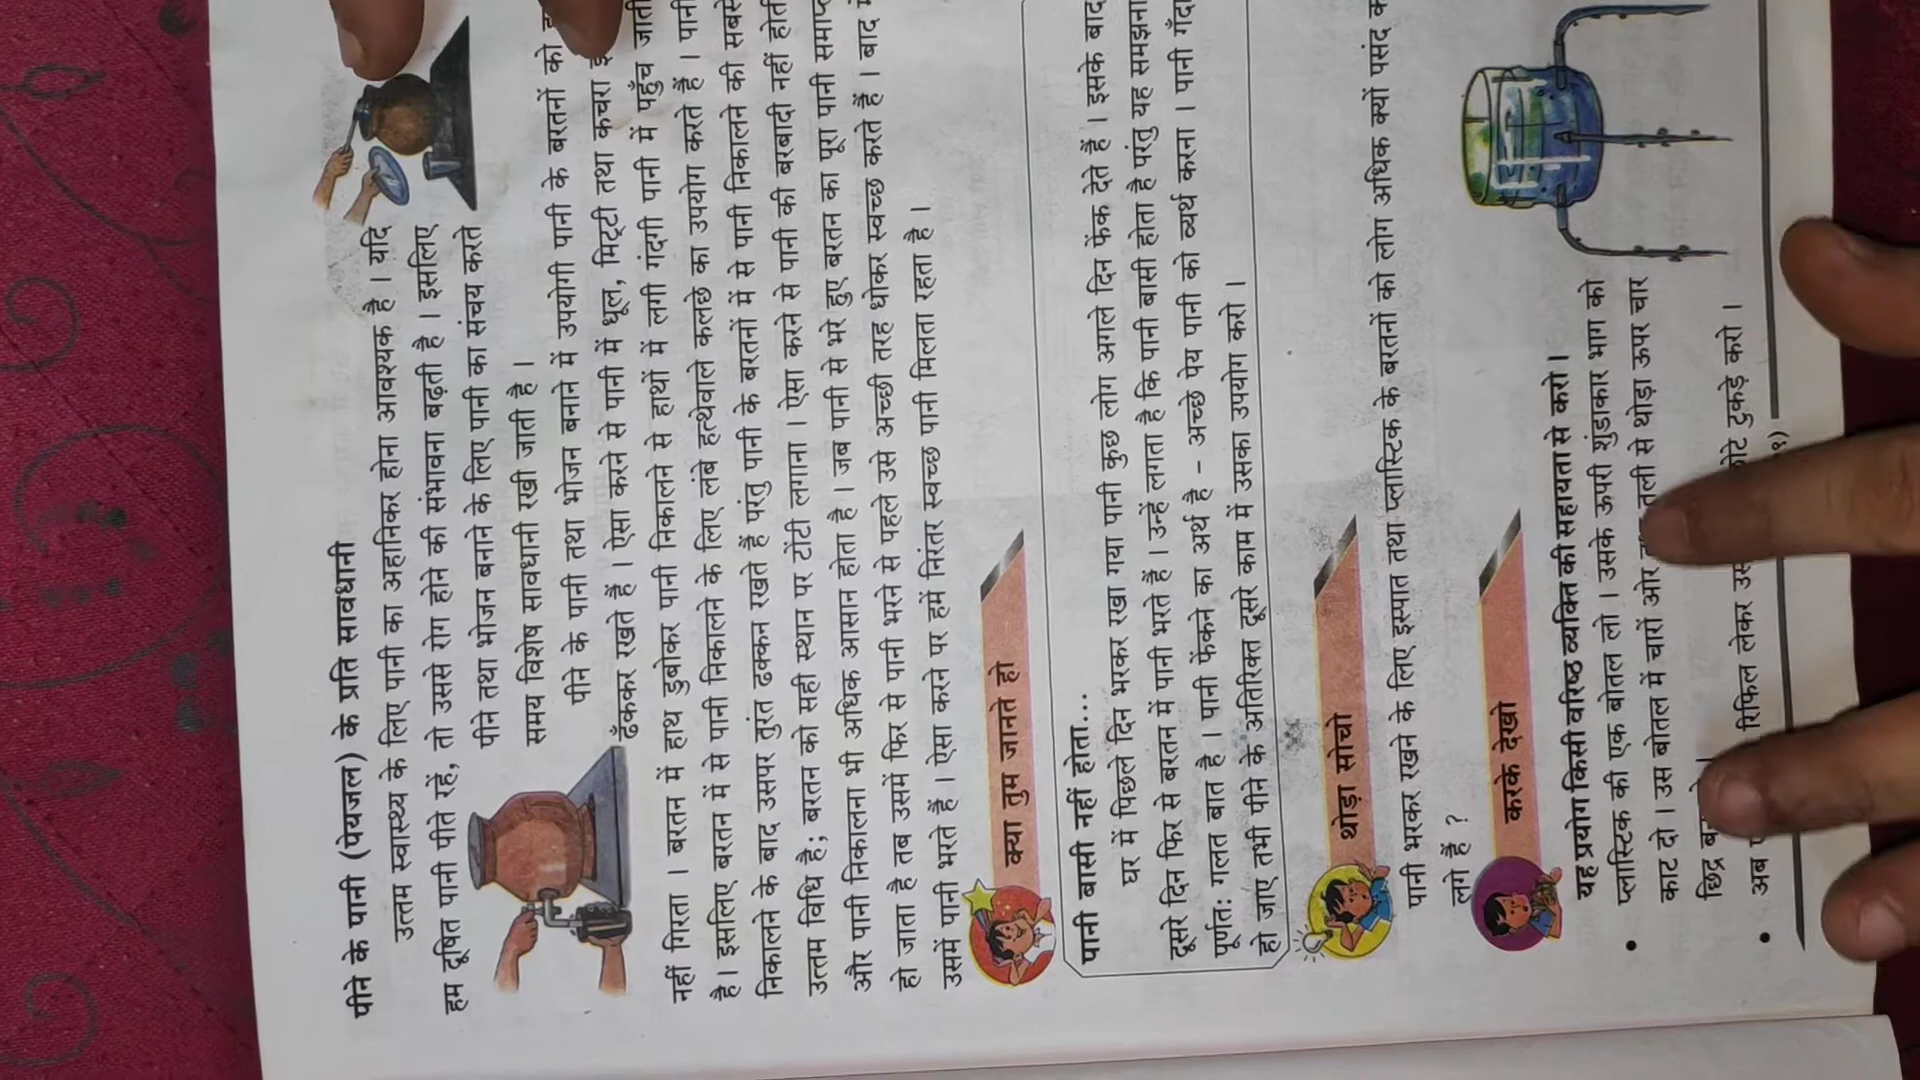 पीने के पानी (पेयजल) के प्रति सावधानी
उत्तम स्वास्थ्य के लिए पानी का अहानिकर होना आवश्यक है । यदि
हम दूषित पानी पीते रहें, तो उससे रोग होने की संभावना बढ़ती है । इसलिए
पीने तथा भोजन बनाने के लिए पानी का संचय करते
समय विशेष सावधानी रखी जाती है ।
पीने के पानी तथा भोजन बनाने में उपयोगी पानी के बरतनों को
ढँककर रखते हैं । ऐसा करने से पानी में धूल, मिट्टी तथा कचरा
नहीं गिरता । बरतन में हाथ डुबोकर पानी निकालने से हाथों में लगी गंदगी पानी में पहुँच जाती
है । इसलिए बरतन में से पानी निकालने के लिए लंबे हत्थेवाले कलछे का उपयोग करते हैं । पानी
निकालने के बाद उसपर तुरंत ढक्कन रखते हैं परंतु पानी के बरतनों में से पानी निकालने की सबसे
उत्तम विधि है; बरतन को सही स्थान पर टोंटी लगाना । ऐसा करने से पानी की बरबादी नहीं होती
और पानी निकालना भी अधिक आसान होता है । जब पानी से भरे हुए बरतन का पूरा पानी समाप्त
हो जाता है तब उसमें फिर से पानी भरने से पहले उसे अच्छी तरह धोकर स्वच्छ करते हैं । बाद में
उसमें पानी भरते हैं । ऐसा करने पर हमें निरंतर स्वच्छ पानी मिलता रहता है ।
क्या तुम जानते हो
पानी बासी नहीं होता...
घर में पिछले दिन भरकर रखा गया पानी कुछ लोग अगले दिन फेंक देते हैं । इसके बाद
दूसरे दिन फिर से बरतन में पानी भरते हैं । उन्हें लगता है कि पानी बासी होता है परंतु यह समझना
पूर्णत: गलत बात है । पानी फेंकने का अर्थ है - अच्छे पेय पानी को व्यर्थ करना । पानी गँदा
हो जाए तभी पीने के अतिरिक्त दूसरे काम में उसका उपयोग करो ।
थोड़ा सोचो
पानी भरकर रखने के लिए इस्पात तथा प्लास्टिक के बरतनों को लोग अधिक क्यों पसंद
लगे हैं ?
करके देखो
यह प्रयोग किसी वरिष्ठ व्यक्ति की सहायता से करो ।
• प्लास्टिक की एक बोतल लो । उसके ऊपरी शुंडाकार भाग को
काट दो । उस बोतल में चारों ओर तली से थोड़ा ऊपर चार
छिद्र
• अब रिफिल लेकर टुकड़े करो ।